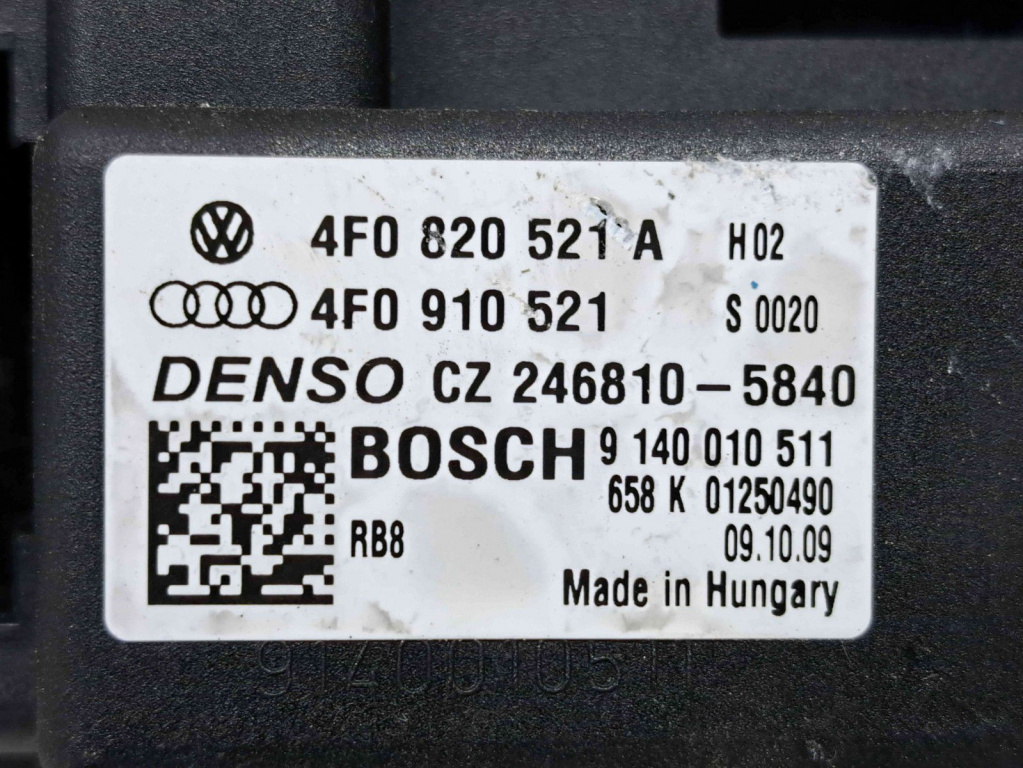 4F0 820 521 A H02
4F0 910 521 S 0020
DENSO CZ 246810-5840
BOSCH 9 140 010 511
658 K 01250490
RB8 09.10.09
Made in Hungary
9140010511